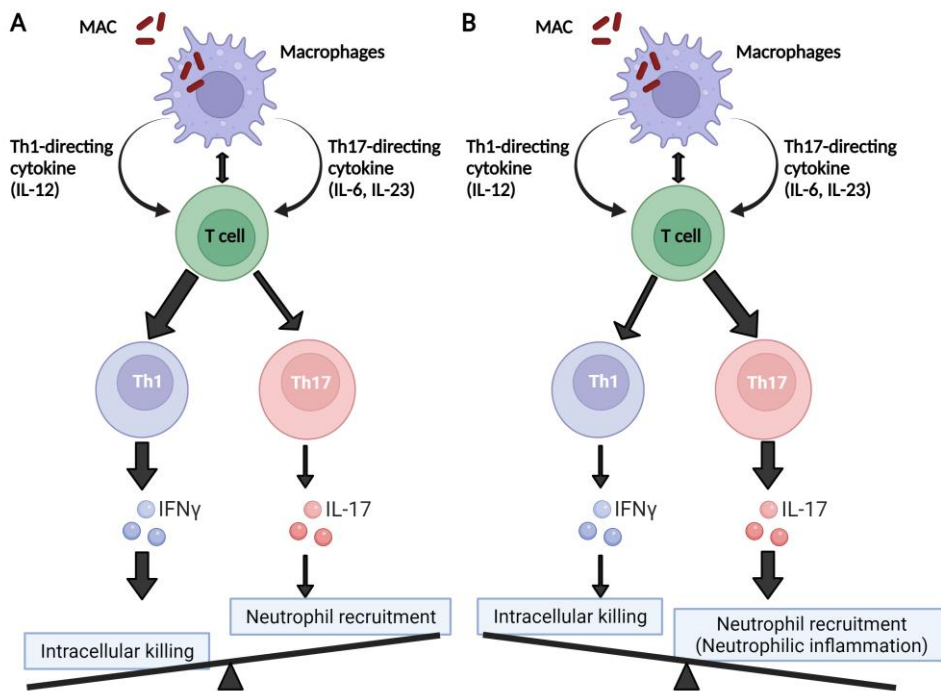 A
MAC
Macrophages
Th1-directing
cytokine
(IL-12)
Th17-directing
cytokine
(IL-6, IL-23)
T cell
Th1
Th17
IFNγ
IL-17
Neutrophil recruitment
Intracellular killing
B
MAC
Macrophages
Th1-directing
cytokine
(IL-12)
Th17-directing
cytokine
(IL-6, IL-23)
T cell
Th1
Th17
IFNγ
IL-17
Intracellular killing
Neutrophil recruitment
(Neutrophilic inflammation)